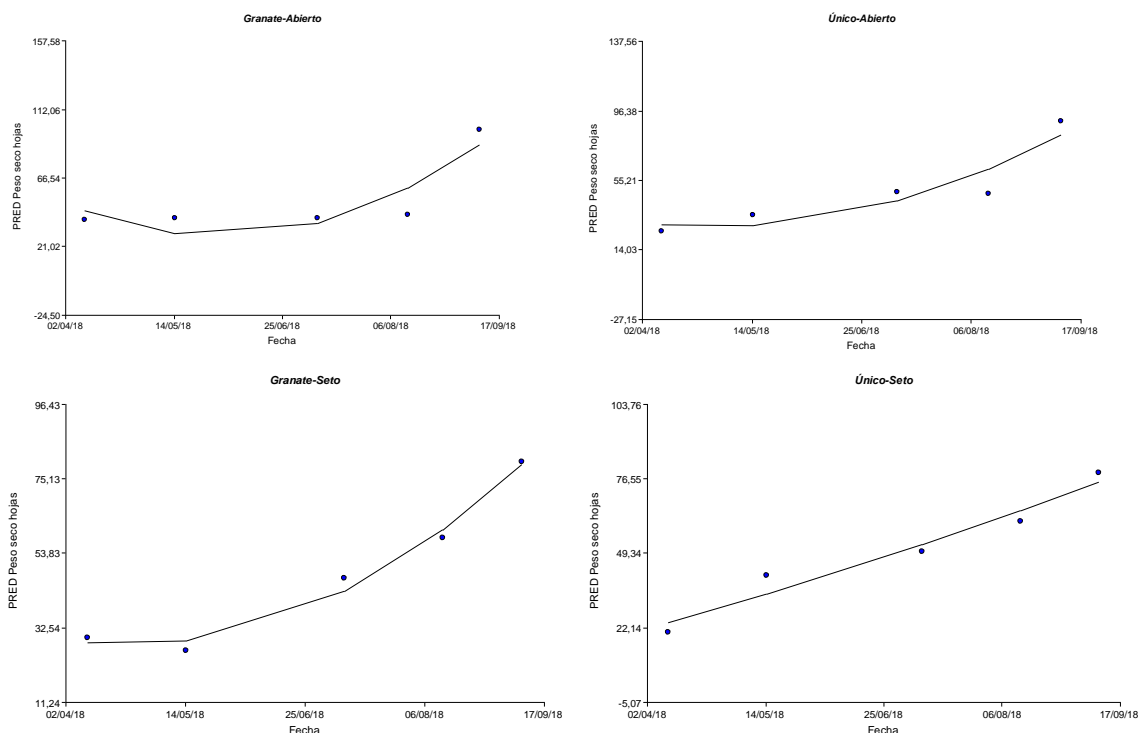 Granate-Abierto
157,58
112,06
66,54
21,02
-24,50
PRED Peso seco hojas
02/04/18 14/05/18 25/06/18 06/08/18 17/09/18
Fecha
Único-Abierto
137,56
96,38
55,21
14,03
-27,15
PRED Peso seco hojas
02/04/18 14/05/18 25/06/18 06/08/18 17/09/18
Fecha
Granate-Seto
96,43
75,13
53,83
32,54
11,24
PRED Peso seco hojas
02/04/18 14/05/18 25/06/18 06/08/18 17/09/18
Fecha
Único-Seto
103,76
76,55
49,34
22,14
-5,07
PRED Peso seco hojas
02/04/18 14/05/18 25/06/18 06/08/18 17/09/18
Fecha